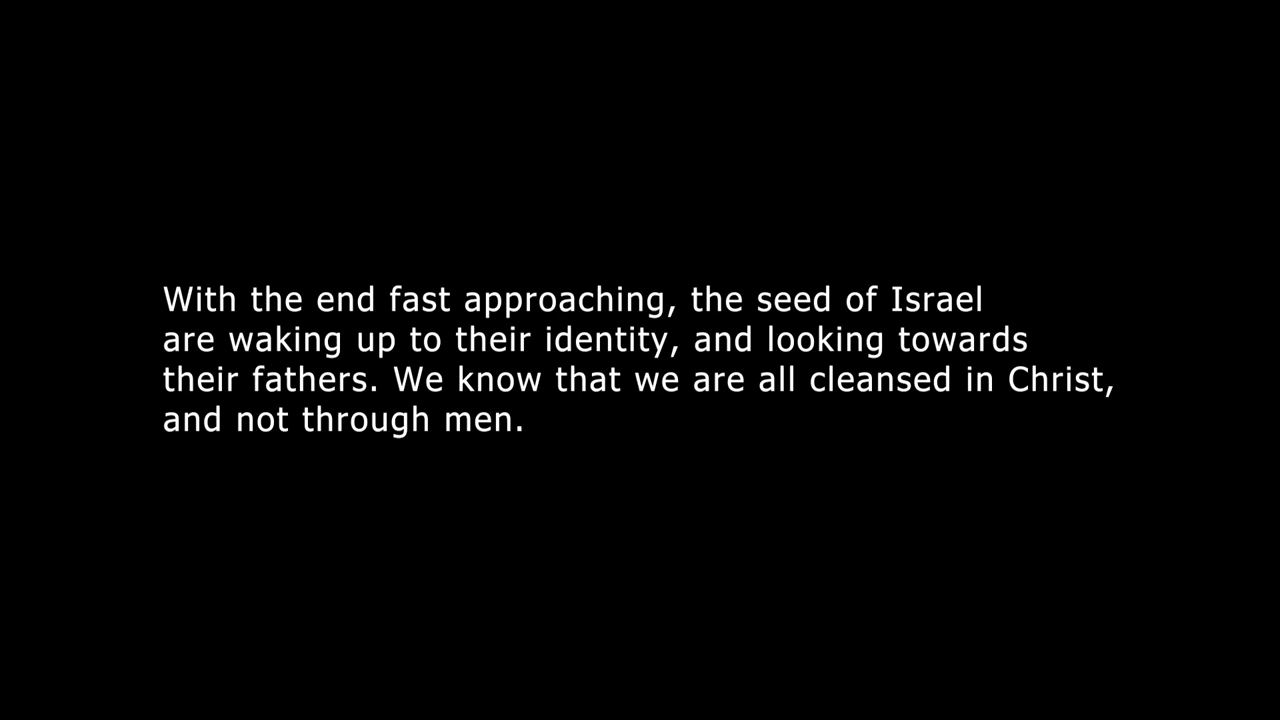 With the end fast approaching, the seed of Israel
are waking up to their identity, and looking towards
their fathers. We know that we are all cleansed in Christ,
and not through men.